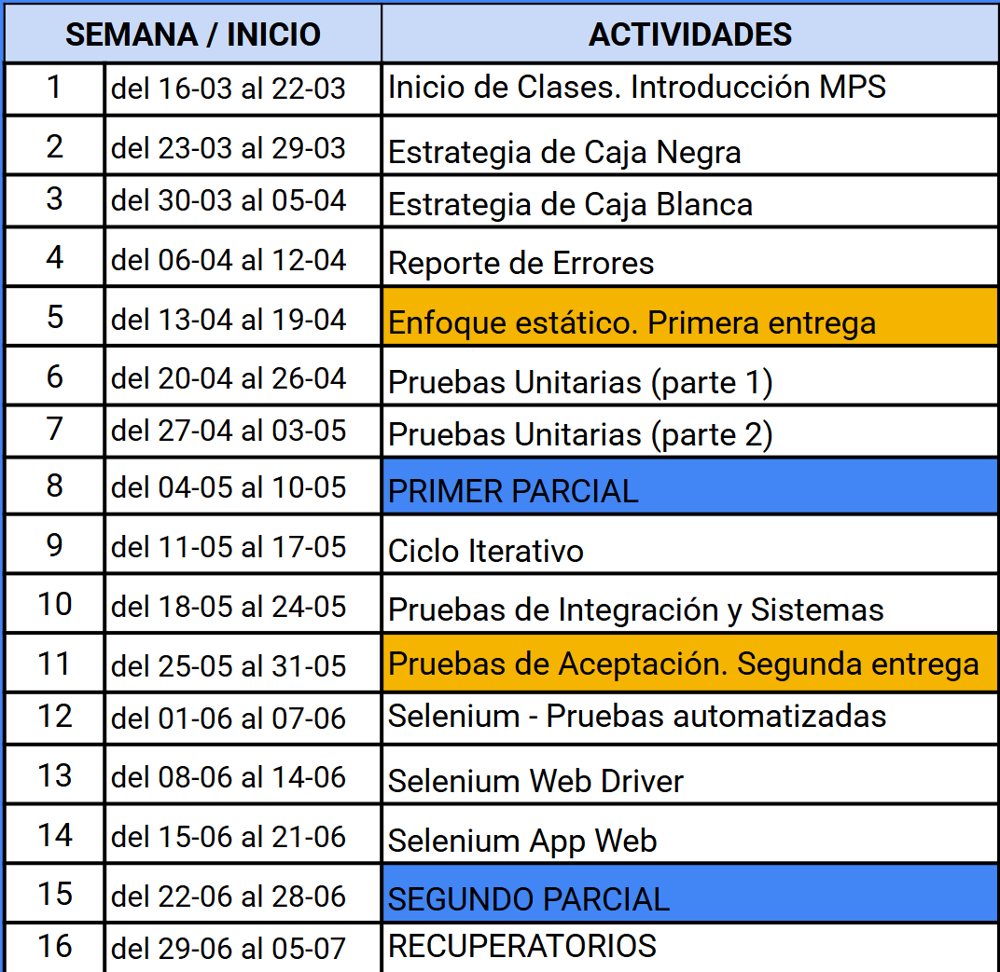 SEMANA / INICIO ACTIVIDADES
1 del 16-03 al 22-03 Inicio de Clases. Introducción MPS
2 del 23-03 al 29-03 Estrategia de Caja Negra
3 del 30-03 al 05-04 Estrategia de Caja Blanca
4 del 06-04 al 12-04 Reporte de Errores
5 del 13-04 al 19-04 Enfoque estático. Primera entrega
6 del 20-04 al 26-04 Pruebas Unitarias (parte 1)
7 del 27-04 al 03-05 Pruebas Unitarias (parte 2)
8 del 04-05 al 10-05 PRIMER PARCIAL
9 del 11-05 al 17-05 Ciclo Iterativo
10 del 18-05 al 24-05 Pruebas de Integración y Sistemas
11 del 25-05 al 31-05 Pruebas de Aceptación. Segunda entrega
12 del 01-06 al 07-06 Selenium - Pruebas automatizadas
13 del 08-06 al 14-06 Selenium Web Driver
14 del 15-06 al 21-06 Selenium App Web
15 del 22-06 al 28-06 SEGUNDO PARCIAL
16 del 29-06 al 05-07 RECUPERATORIOS